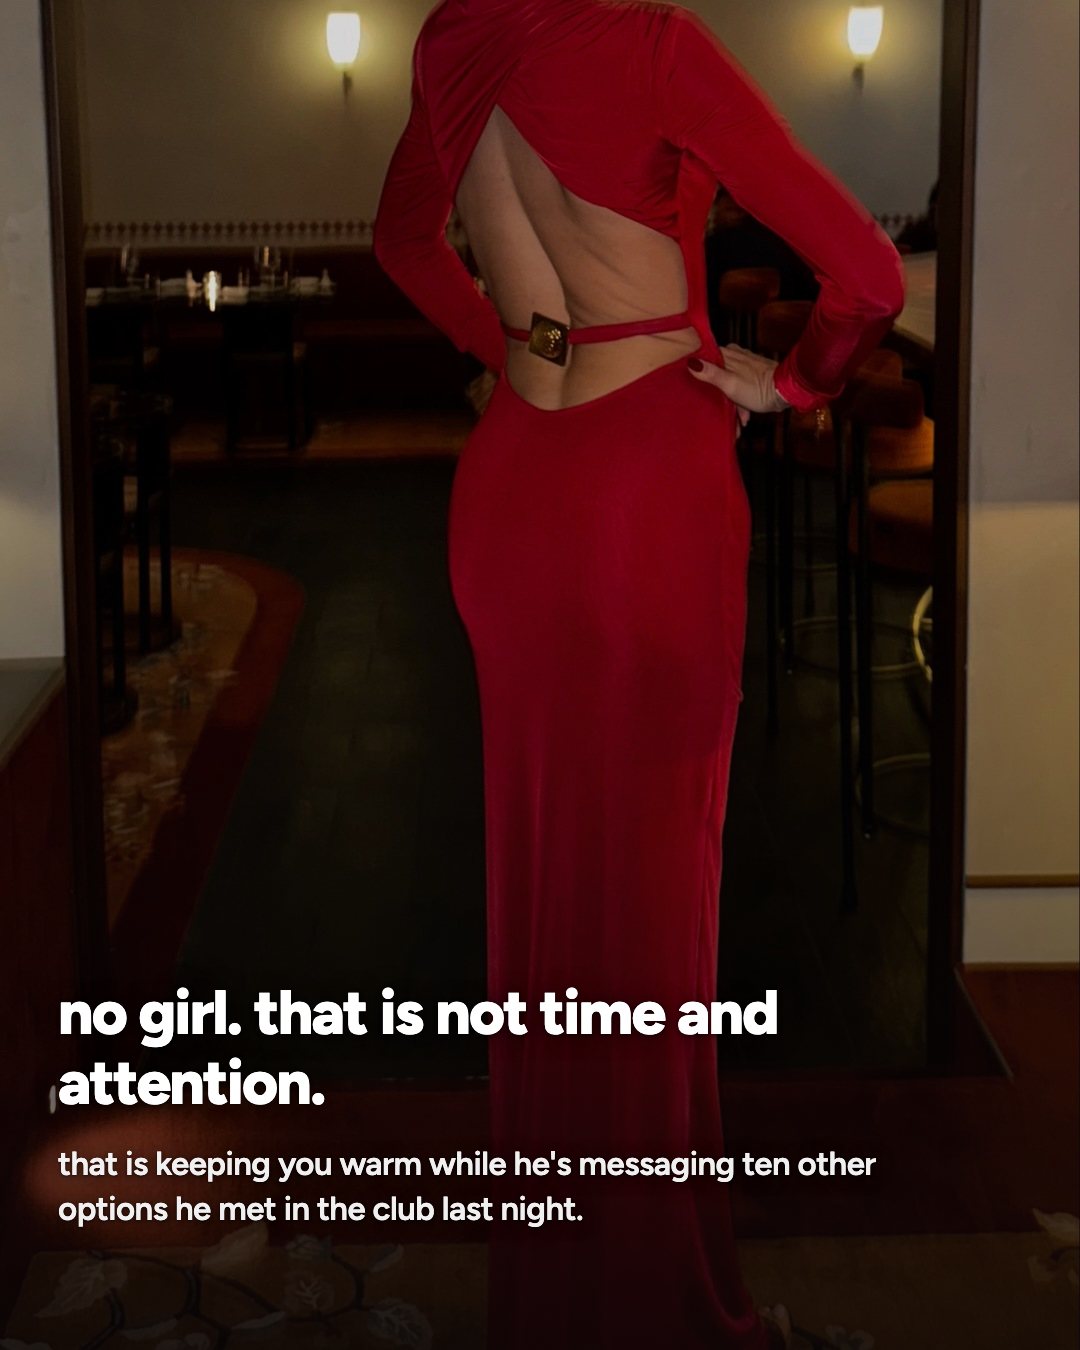 no girl. that is not time and
attention.
that is keeping you warm while he's messaging ten other
options he met in the club last night.